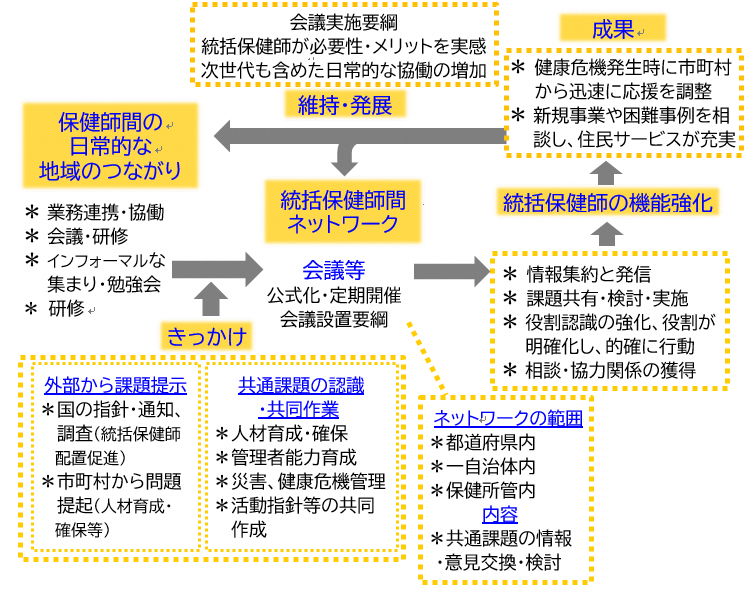 会議実施要綱
統括保健師が必要性・メリットを実感
次世代も含めた日常的な協働の増加
維持・発展
成果
＊ 健康危機発生時に市町村
から迅速に応援を調整
＊ 新規事業や困難事例を相
談し、住民サービスが充実
保健師間の
日常的な
地域のつながり
＊ 業務連携・協働
＊ 会議・研修
＊ インフォーマルな
集まり・勉強会
＊ 研修
統括保健師間
ネットワーク
会議等
公式化・定期開催
会議設置要綱
統括保健師の機能強化
＊ 情報集約と発信
＊ 課題共有・検討・実施
＊ 役割認識の強化、役割が
明確化し、的確に行動
＊ 相談・協力関係の獲得
きっかけ
外部から課題提示
＊国の指針・通知、
調査（統括保健師
配置促進）
＊市町村から問題
提起（人材育成・
確保等）
共通課題の認識
・共同作業
＊人材育成・確保
＊管理者能力育成
＊災害、健康危機管理
＊活動指針等の共同
作成
ネットワークの範囲
＊都道府県内
＊一自治体内
＊保健所管内
内容
＊共通課題の情報
・意見交換・検討